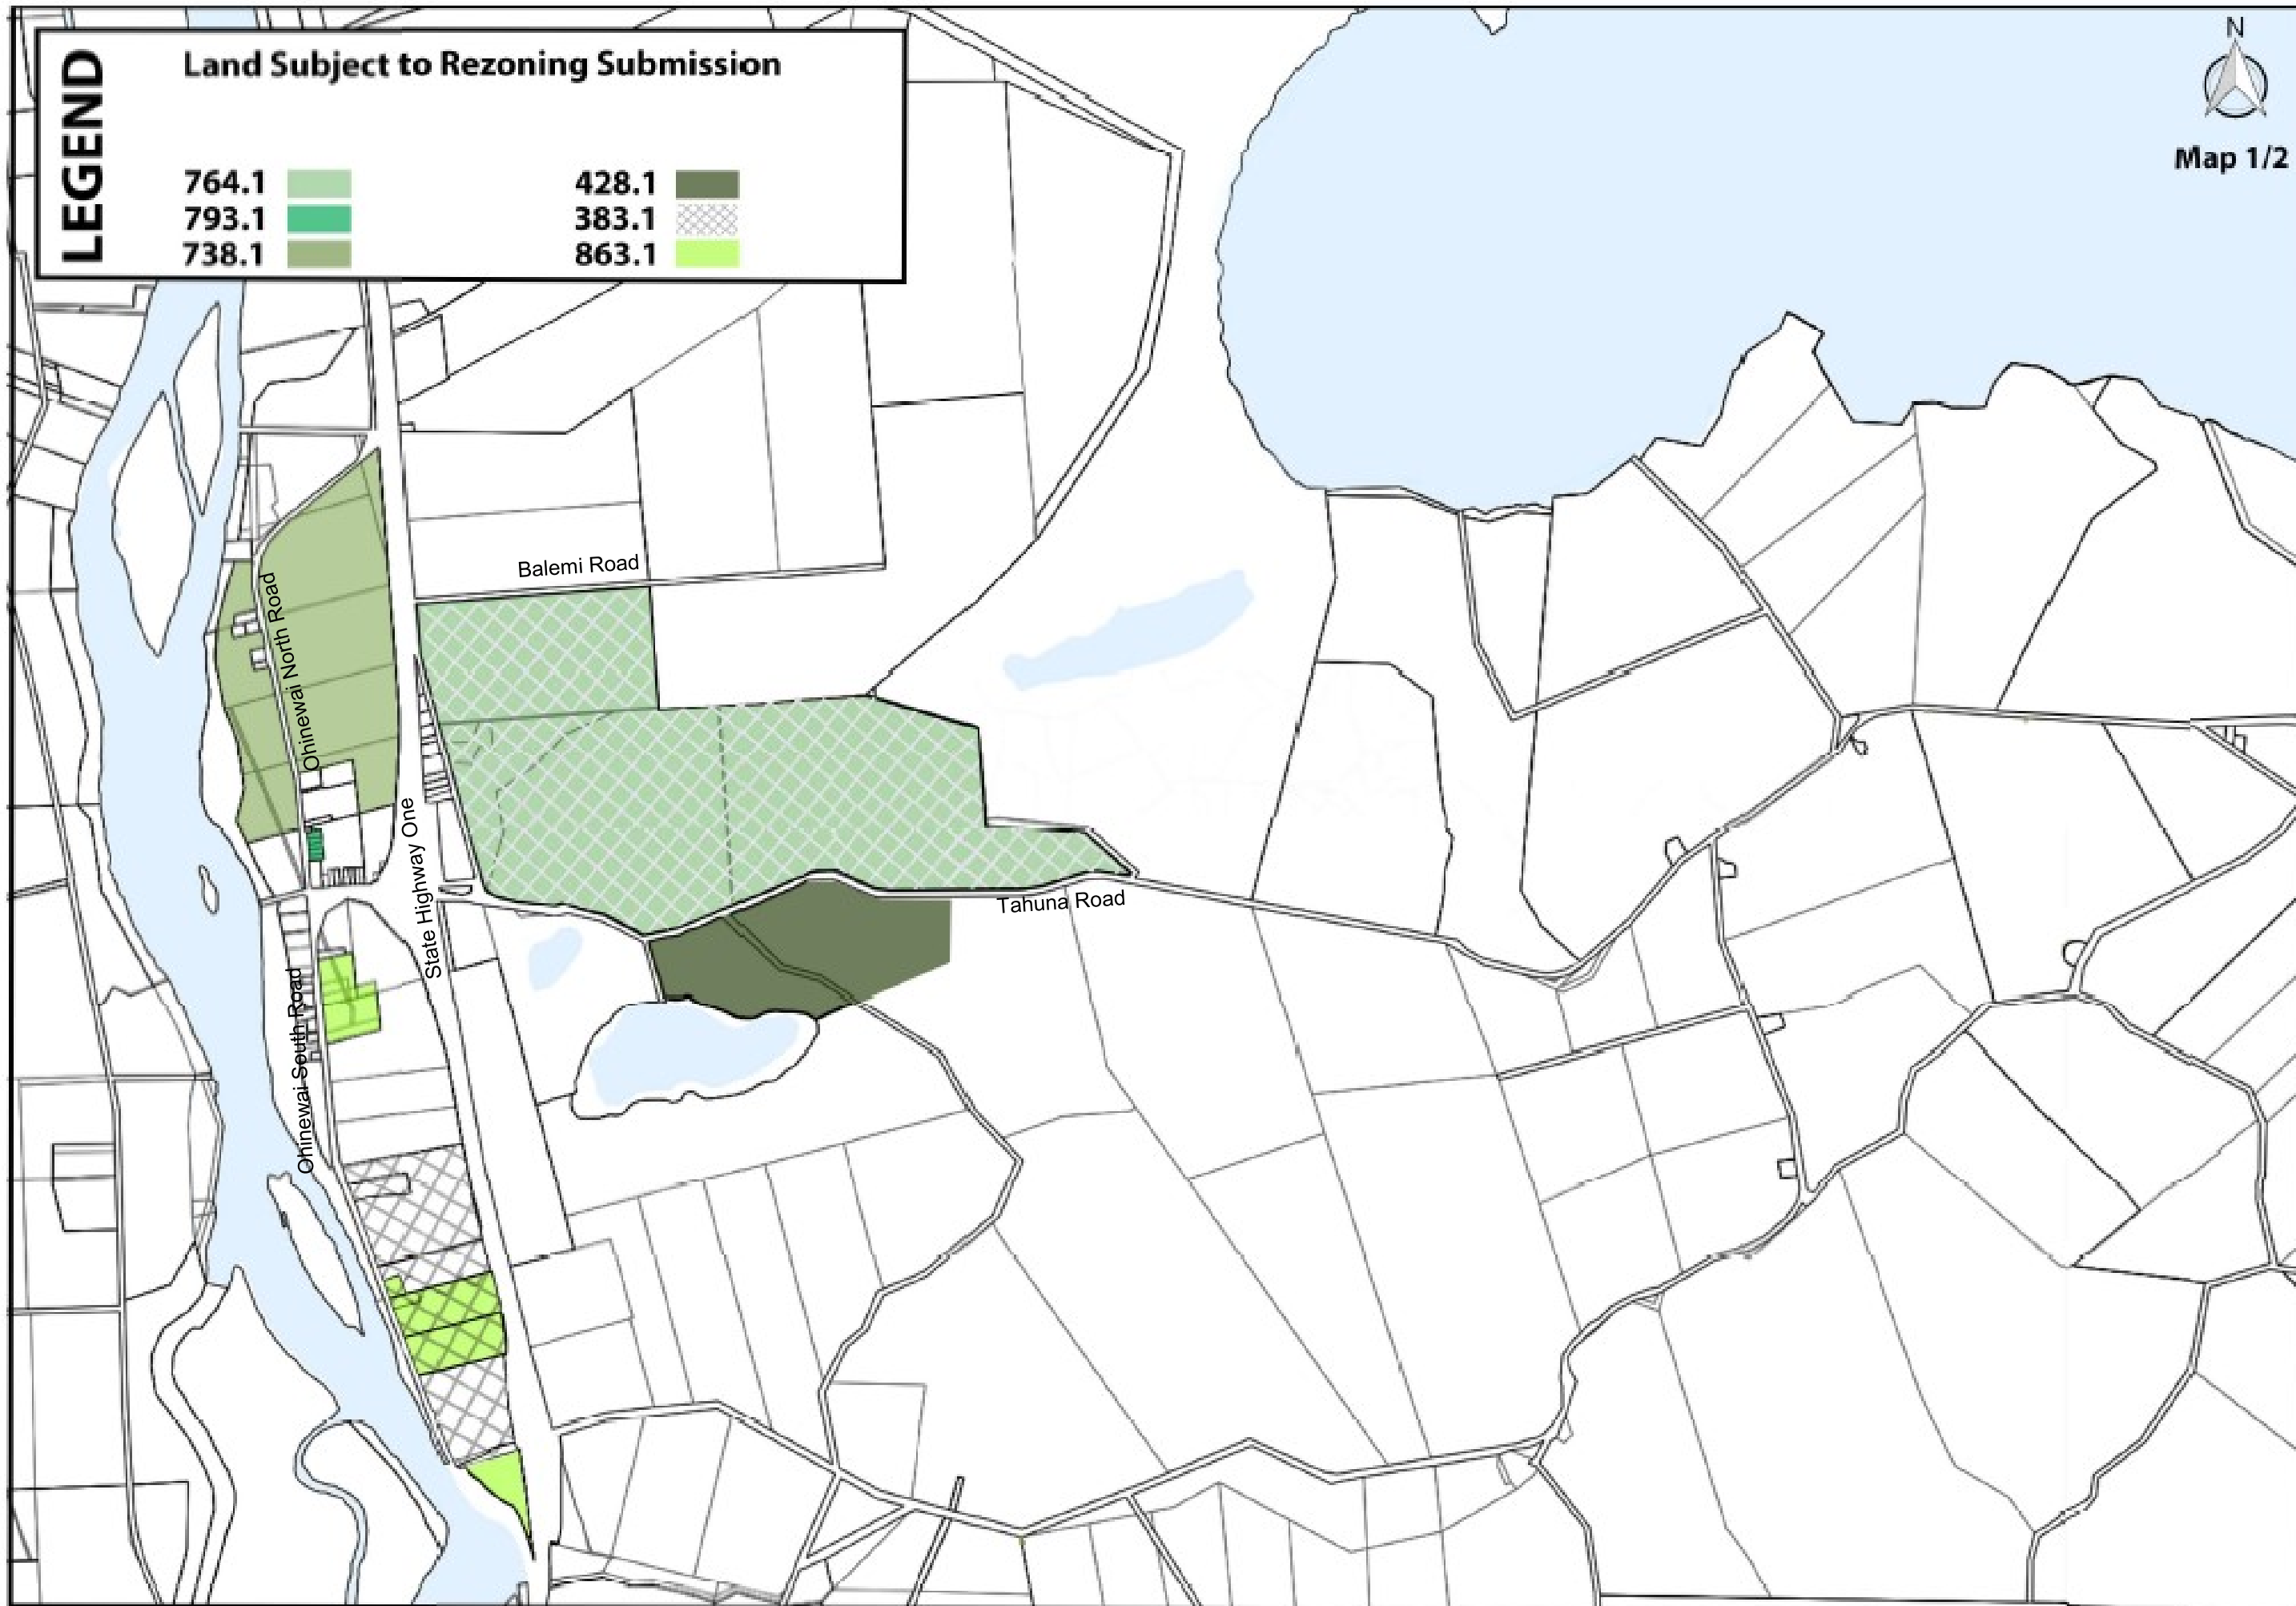 LEGEND
Land Subject to Rezoning Submission
764.1
793.1
738.1
428.1
383.1
863.1
N
Map 1/2
Balemi Road
Ohinewai North Road
State Highway One
Tahuna Road
Ohinewai South Road